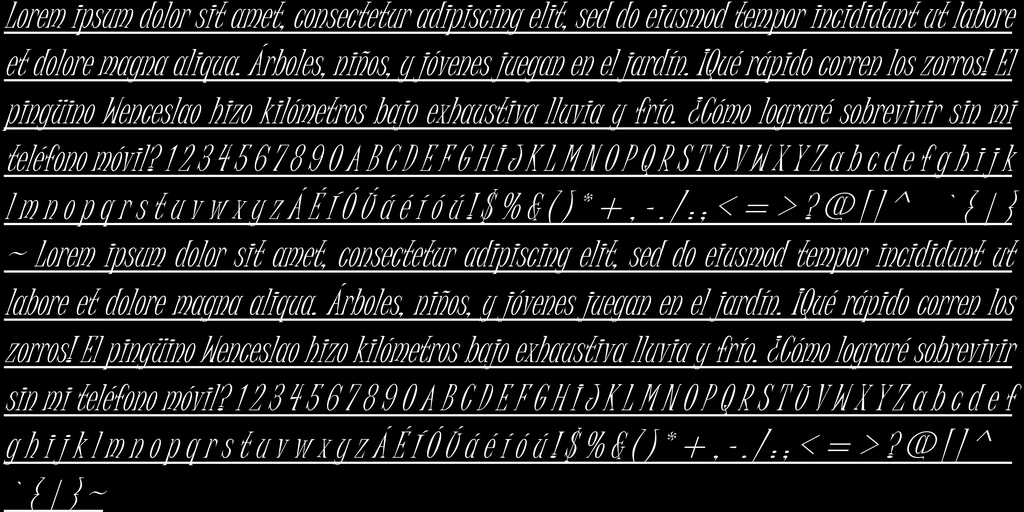 Lorem ipsum dolor sit amet, consectetur adipiscing elit, sed do eiusmod tempor incididunt ut labore
et dolore magna aliqua. Árboles, niños, y jóvenes juegan en el jardín. ¡Qué rápido corren los zorros! El
pingüino Wenceslao hizo kilómetros bajo exhaustiva lluvia y frío. ¿Cómo lograré sobrevivir sin mi
teléfono móvil? 1 2 3 4 5 6 7 8 9 0 A B C D E F G H I J K L M N O P Q R S T U V W X Y Z a b c d e f g h i j k
l m n o p q r s t u v w x y z Á É Í Ó Ú á é í ó ú ! $ % & ( ) * + , - . / : ; < = > ? @ [ ] ^ ` { | }
~ Lorem ipsum dolor sit amet, consectetur adipiscing elit, sed do eiusmod tempor incididunt ut
labore et dolore magna aliqua. Árboles, niños, y jóvenes juegan en el jardín. ¡Qué rápido corren los
zorros! El pingüino Wenceslao hizo kilómetros bajo exhaustiva lluvia y frío. ¿Cómo lograré sobrevivir
sin mi teléfono móvil? 1 2 3 4 5 6 7 8 9 0 A B C D E F G H I J K L M N O P Q R S T U V W X Y Z a b c d e f
g h i j k l m n o p q r s t u v w x y z Á É Í Ó Ú á é í ó ú ! $ % & ( ) * + , - . / : ; < = > ? @ [ ] ^
` { | } ~